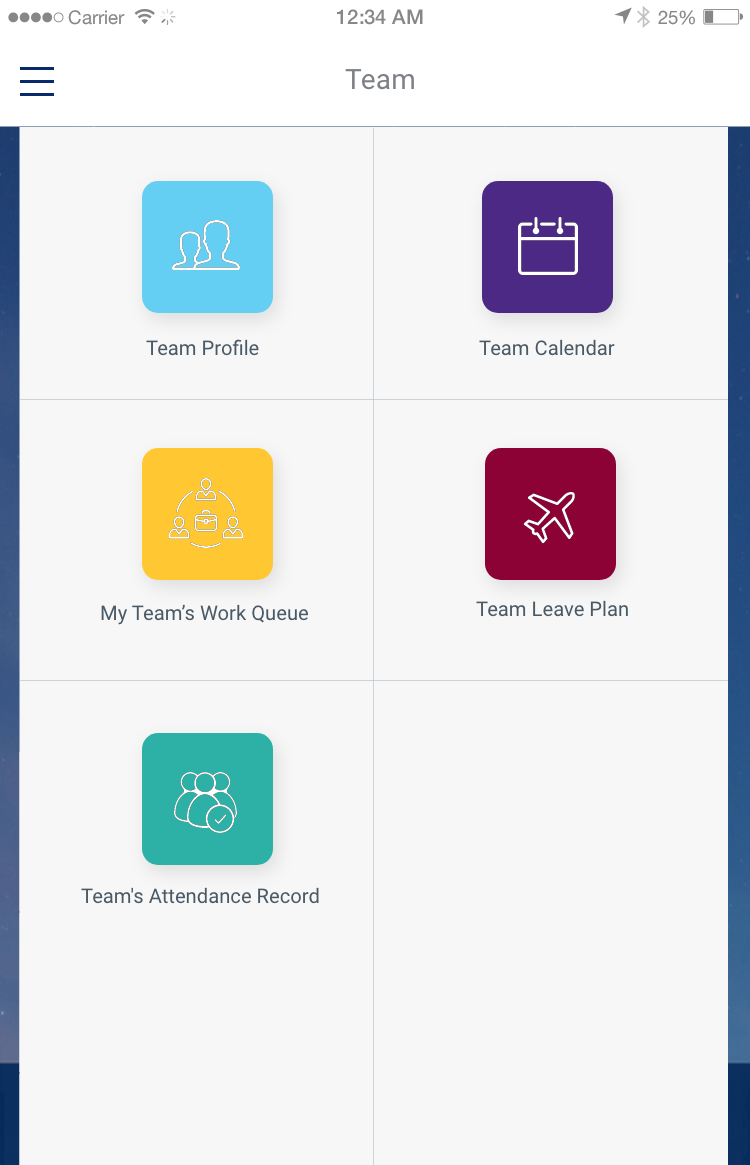 Carrier 12:34 AM 25%
Team
Team Profile
Team Calendar
My Team’s Work Queue
Team Leave Plan
Team's Attendance Record